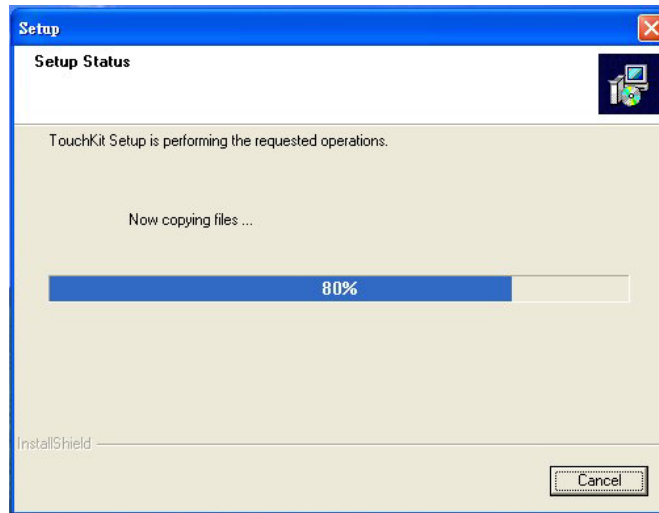 Setup
Setup Status
TouchKit Setup is performing the requested operations.
Now copying files ...
80%
InstallShield
Cancel